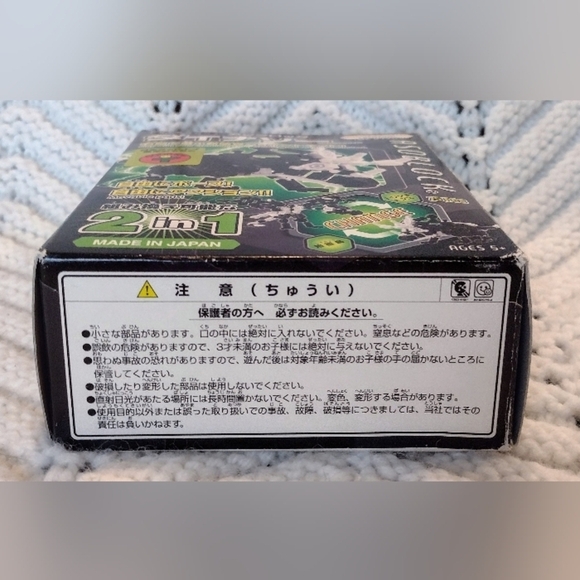 2 in 1
MADE IN JAPAN
AGES 6+
注 意 (ちゅうい)
保護者の方へ 必ずお読みください。
●小さな部品があります。口の中には絶対に入れないでください。窒息などの危険があります。
●誤飲の危険がありますので、3才未満のお子様には絶対に与えないでください。
●思わぬ事故の恐れがありますので、遊んだ後は対象年齢未満のお子様の手の届かないところに
保管してください。
●破損したり変形した部品は使用しないでください。
●直射日光があたる場所には長時間置かないでください。変色、変形する場合があります。
●使用目的以外または誤った取り扱いでの事故、故障、破損等につきましては、当社ではその
責任は負いかねます。